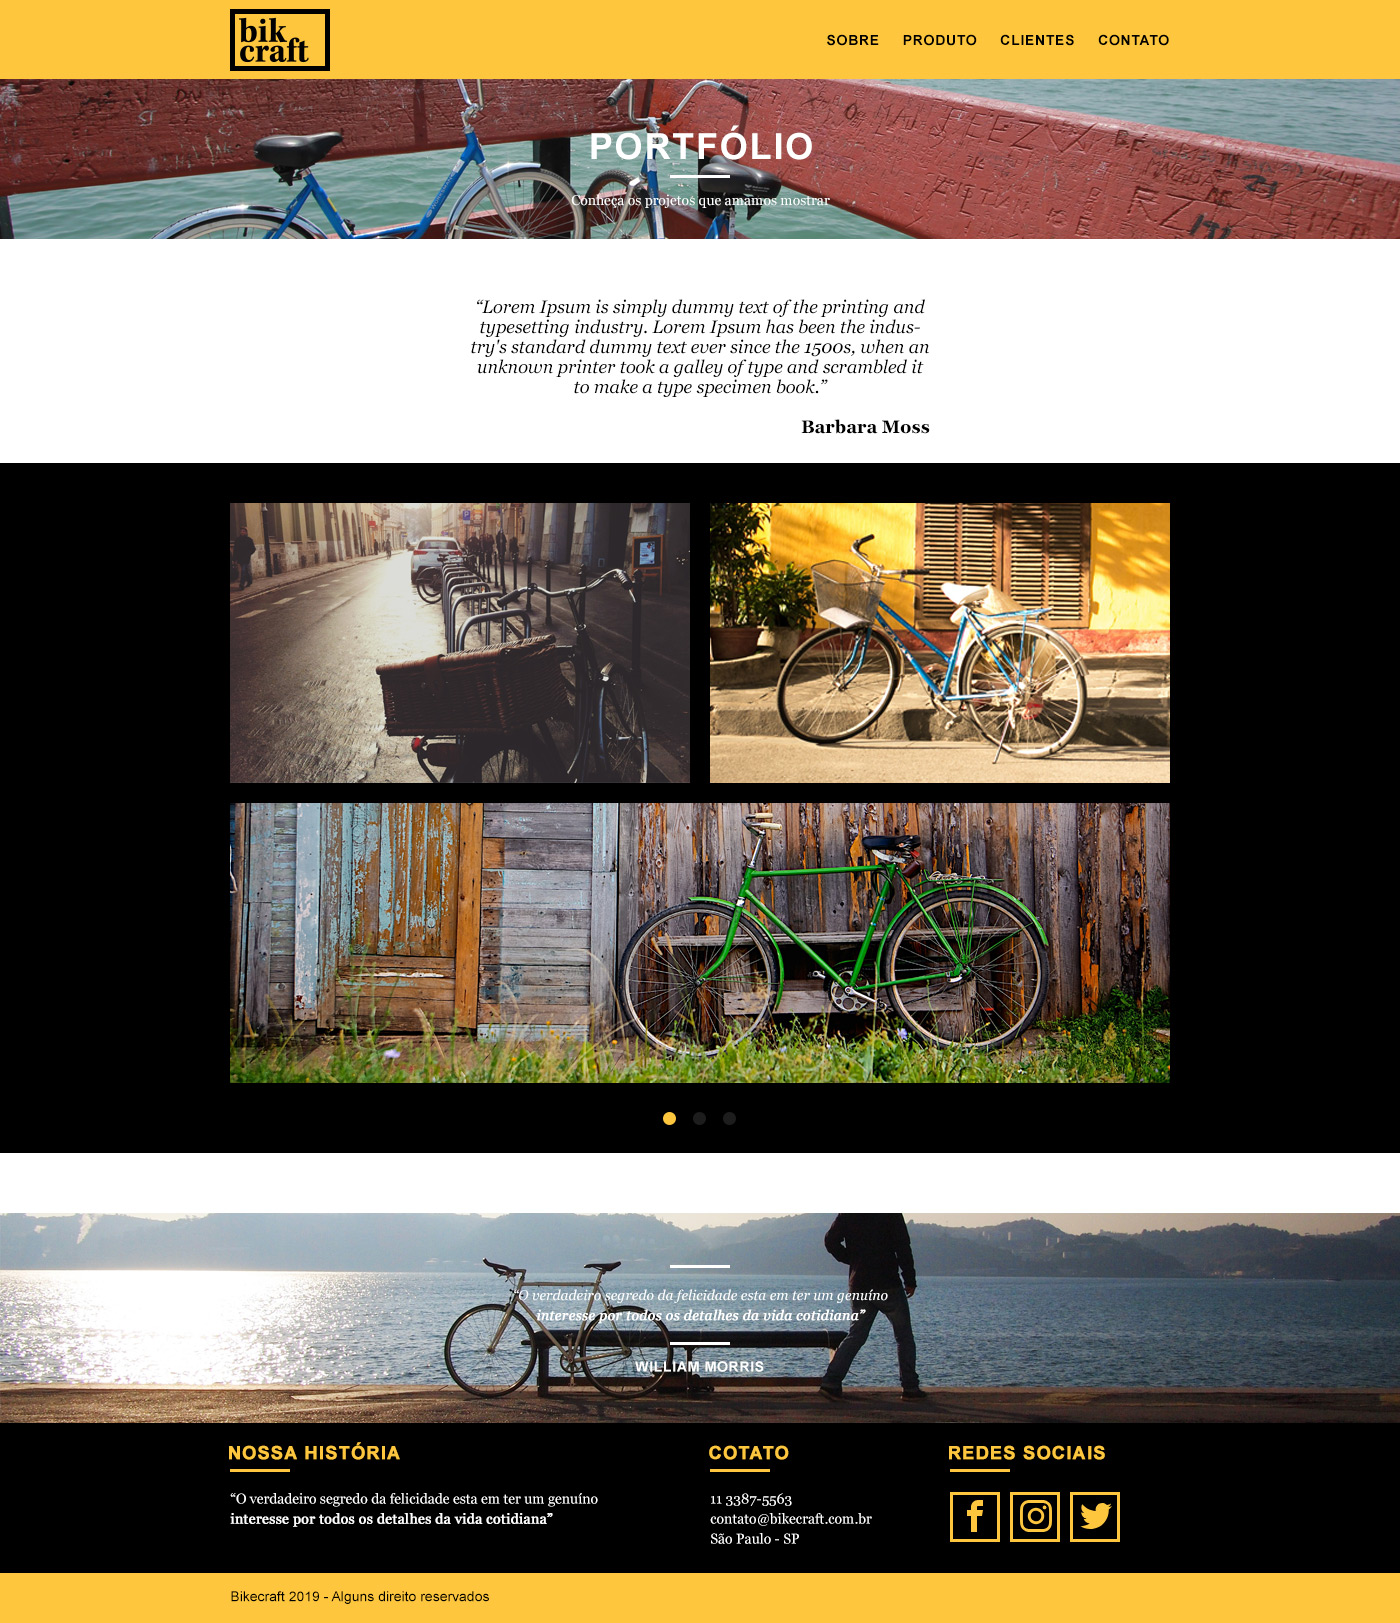 bik
craft
SOBRE PRODUTO CLIENTES CONTATO
PORTFÓLIO
Conheça os projetos que amamos mostrar
“Lorem Ipsum is simply dummy text of the printing and
typesetting industry. Lorem Ipsum has been the indus-
try's standard dummy text ever since the 1500s, when an
unknown printer took a galley of type and scrambled it
to make a type specimen book.”
Barbara Moss
“O verdadeiro segredo da felicidade esta em ter um genuíno
interesse por todos os detalhes da vida cotidiana”
WILLIAM MORRIS
NOSSA HISTÓRIA
“O verdadeiro segredo da felicidade esta em ter um genuíno
interesse por todos os detalhes da vida cotidiana”
COTATO
11 3387-5563
contato@bikecraft.com.br
São Paulo - SP
REDES SOCIAIS
Bikecraft 2019 - Alguns direito reservados